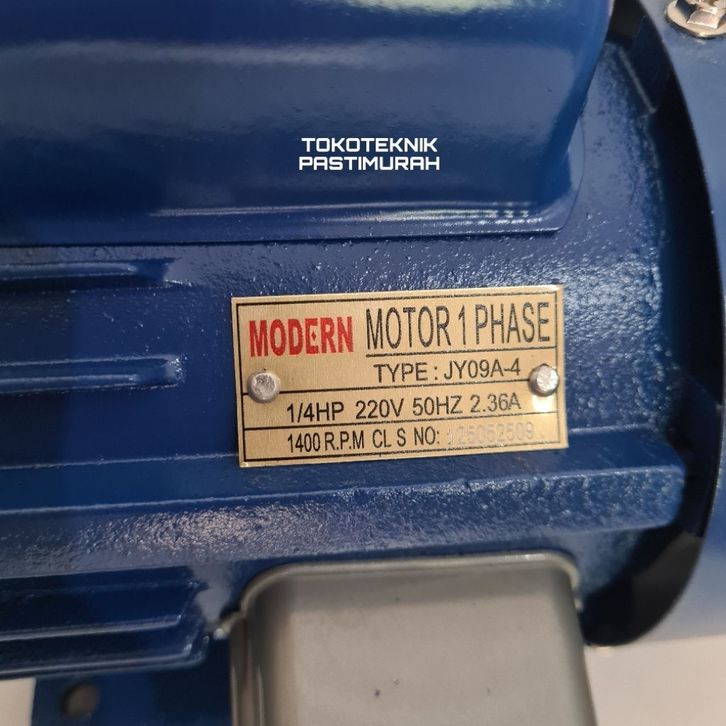 TOKOTEKNIK
PASTIMURAH
MODERN MOTOR 1 PHASE
TYPE : JY09A-4
1/4HP 220V 50HZ 2.36A
1400 R.P.M CL S NO: